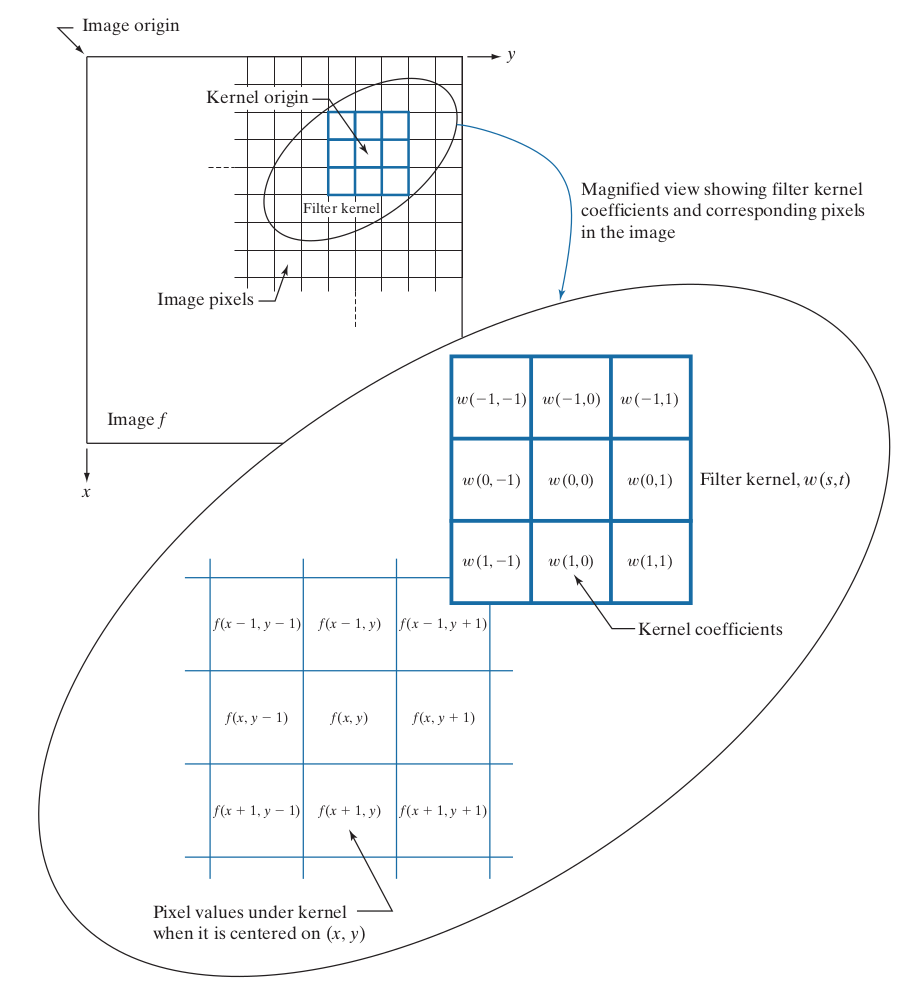 Image origin
y
Kernel origin
Filter kernel
Magnified view showing filter kernel
coefficients and corresponding pixels
in the image
Image pixels
Image f
x
w(−1,−1) w(−1,0) w(−1,1)
w(0,−1) w(0,0) w(0,1)
Filter kernel, w(s,t)
w(1,−1) w(1,0) w(1,1)
Kernel coefficients
f(x − 1, y − 1) f(x − 1, y) f(x − 1, y + 1)
f(x, y − 1) f(x, y) f(x, y + 1)
f(x + 1, y − 1) f(x + 1, y) f(x + 1, y + 1)
Pixel values under kernel
when it is centered on (x, y)